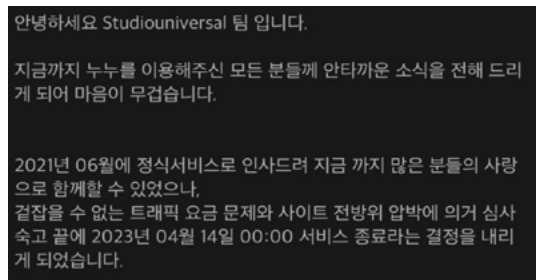 안녕하세요 Studiouniversal 팀 입니다.
지금까지 누누를 이용해주신 모든 분들께 안타까운 소식을 전해 드리
게 되어 마음이 무겁습니다.
2021년 06월에 정식서비스로 인사드려 지금 까지 많은 분들의 사랑
으로 함께할 수 있었으나,
겉잡을 수 없는 트래픽 요금 문제와 사이트 전방위 압박에 의거 심사
숙고 끝에 2023년 04월 14일 00:00 서비스 종료라는 결정을 내리
게 되었습니다.